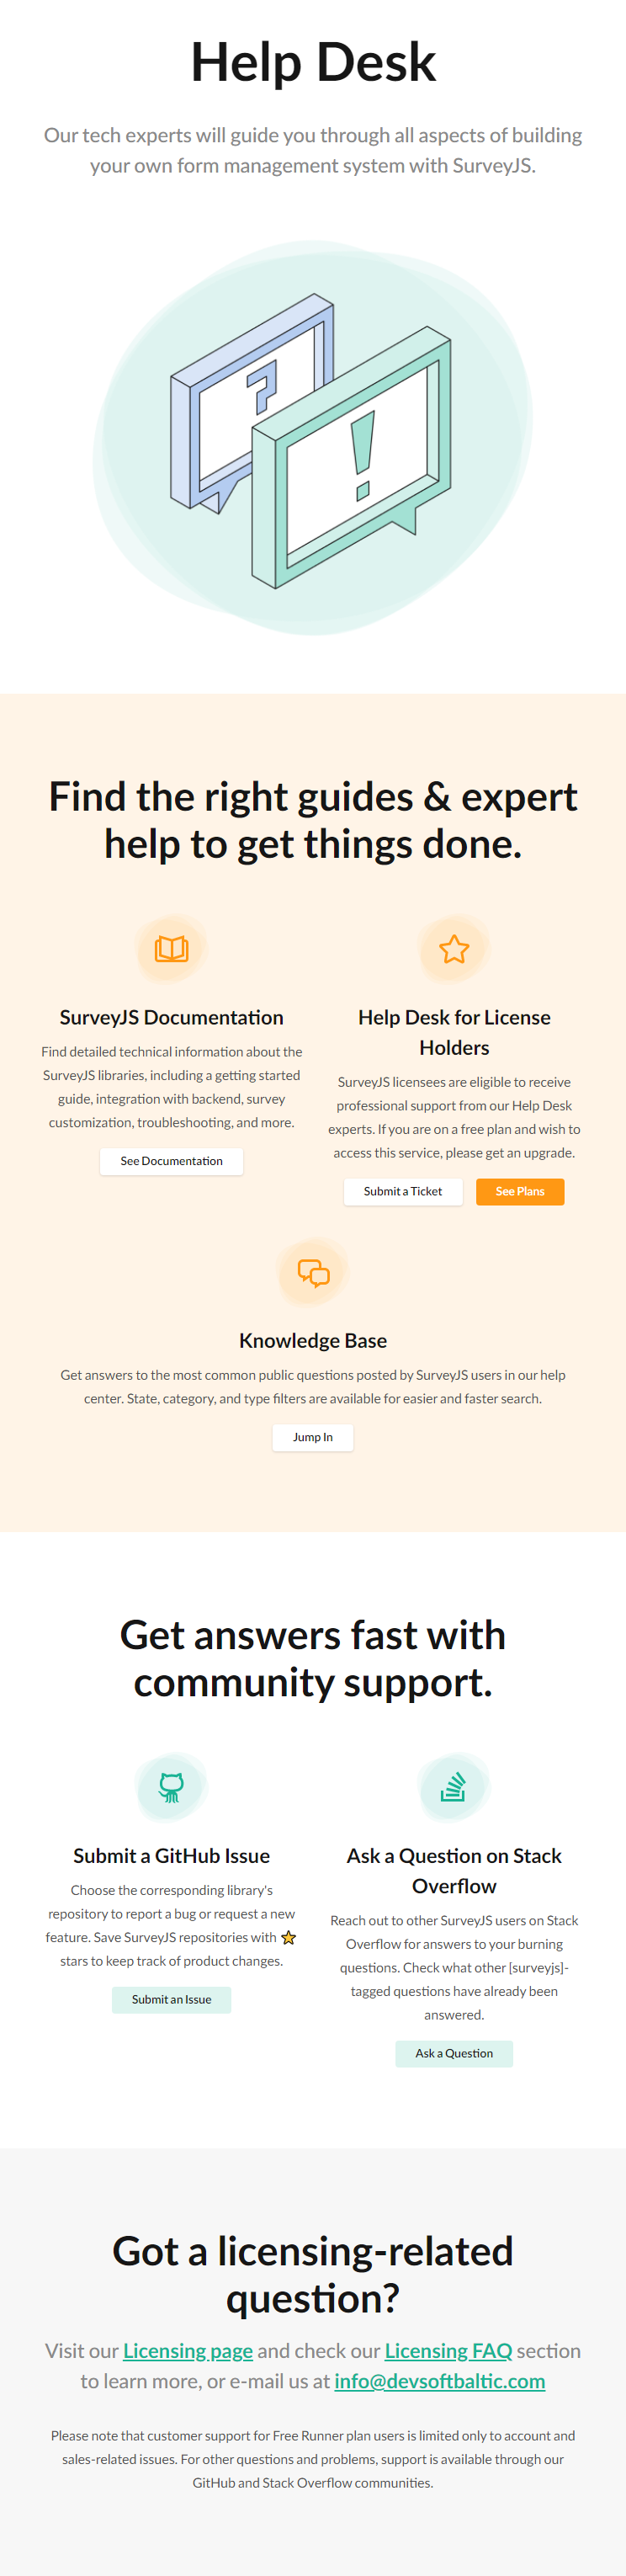 Help Desk
Our tech experts will guide you through all aspects of building
your own form management system with SurveyJS.
?
!
Find the right guides & expert
help to get things done.
SurveyJS Documentation
Find detailed technical information about the
SurveyJS libraries, including a getting started
guide, integration with backend, survey
customization, troubleshooting, and more.
See Documentation
Help Desk for License
Holders
SurveyJS licensees are eligible to receive
professional support from our Help Desk
experts. If you are on a free plan and wish to
access this service, please get an upgrade.
Submit a Ticket
See Plans
Knowledge Base
Get answers to the most common public questions posted by SurveyJS users in our help
center. State, category, and type filters are available for easier and faster search.
Jump In
Get answers fast with
community support.
Submit a GitHub Issue
Choose the corresponding library's
repository to report a bug or request a new
feature. Save SurveyJS repositories with ⭐
stars to keep track of product changes.
Submit an Issue
Ask a Question on Stack
Overflow
Reach out to other SurveyJS users on Stack
Overflow for answers to your burning
questions. Check what other [surveyjs]-
tagged questions have already been
answered.
Ask a Question
Got a licensing-related
question?
Visit our Licensing page and check our Licensing FAQ section
to learn more, or e-mail us at info@devsoftbaltic.com
Please note that customer support for Free Runner plan users is limited only to account and
sales-related issues. For other questions and problems, support is available through our
GitHub and Stack Overflow communities.